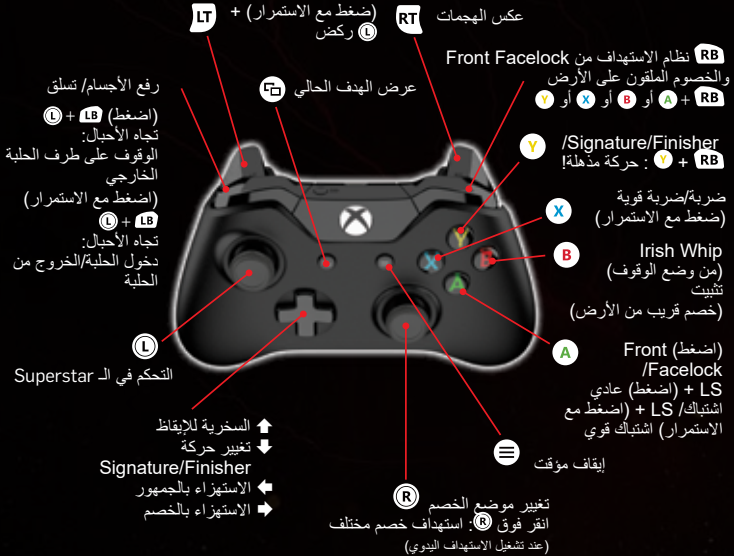 LT (ضغط مع الاستمرار) +
L ركض
RT عكس الهجمات
RB نظام الاستهداف من Front Facelock
والخصوم الملقون على الأرض
RB + A أو B أو X أو Y
عرض الهدف الحالي
رفع الأجسام/ تسلق
(اضغط) LB + L
تجاه الأحبال:
الوقوف على طرف الحلبة
الخارجي
(اضغط مع الاستمرار)
LB + L
تجاه الأحبال:
دخول الحلبة/الخروج من
الحلبة
Y
Signature/Finisher/
RB + Y : حركة مذهلة!
X
ضربة/ضربة قوية
(ضغط مع الاستمرار)
B
Irish Whip
(من وضع الوقوف)
تثبيت
(خصم قريب من الأرض)
A
(اضغط) Front
Facelock/
LS + (اضغط) عادي
اشتباك/ LS + (اضغط مع
الاستمرار) اشتباك قوي
Y
X
B
A
L
التحكم في الـ Superstar
السخرية للإيقاظ
تغيير حركة
Signature/Finisher
الاستهزاء بالجمهور
الاستهزاء بالخصم
إيقاف مؤقت
R
تغيير موضع الخصم
انقر فوق R: استهداف خصم مختلف
(عند تشغيل الاستهداف اليدوي)